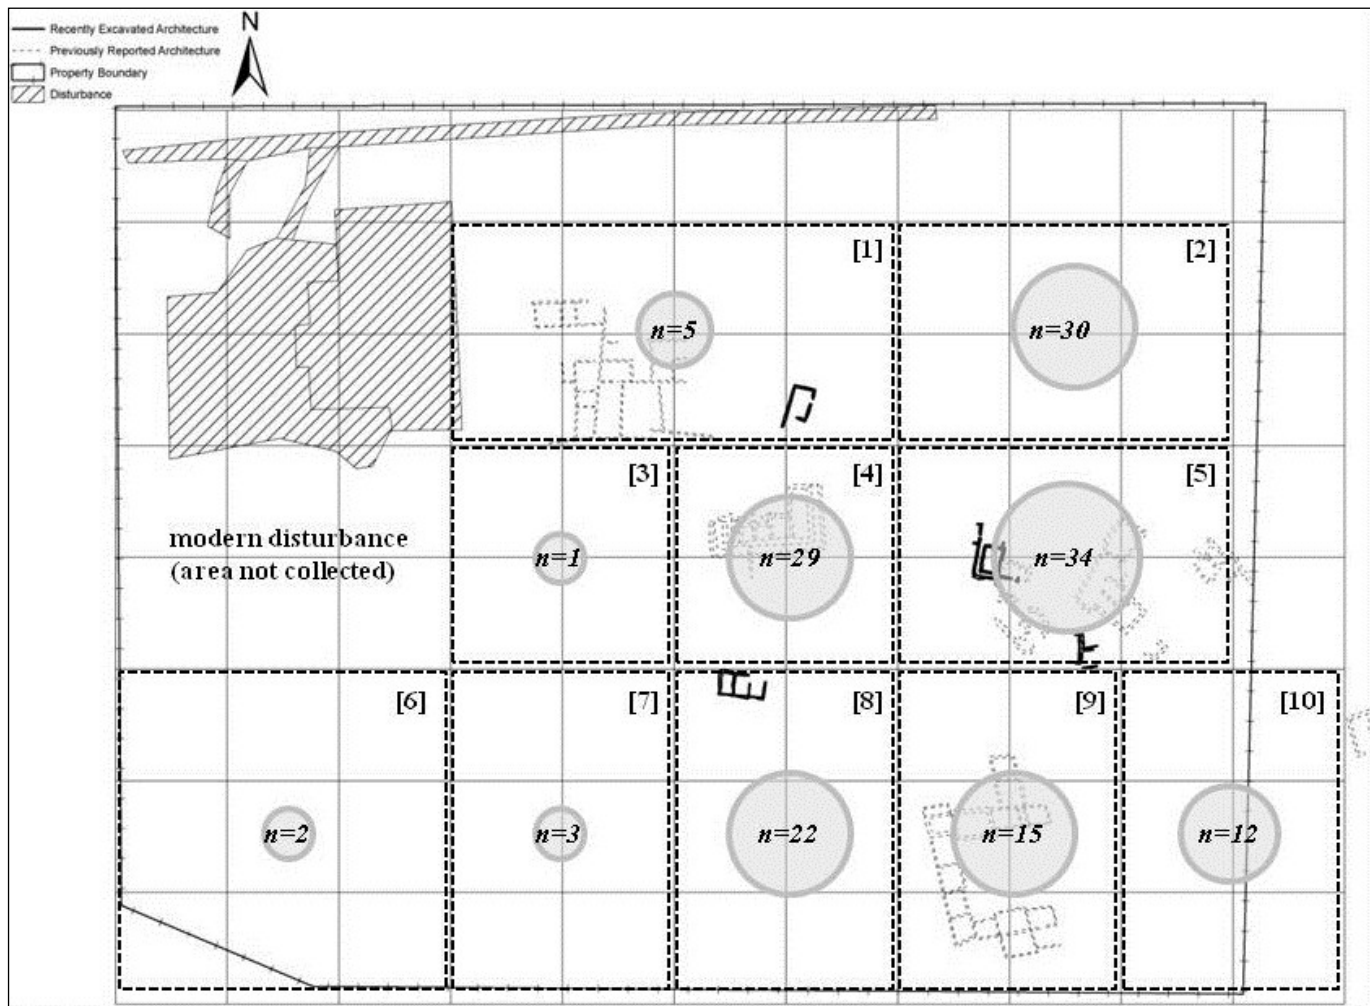 N
Recently Excavated Architecture
Previously Reported Architecture
Property Boundary
Disturbance
[1]
[2]
n=5
n=30
[3]
[4]
[5]
modern disturbance
(area not collected)
n=1
n=29
n=34
[6]
[7]
[8]
[9]
[10]
n=2
n=3
n=22
n=15
n=12